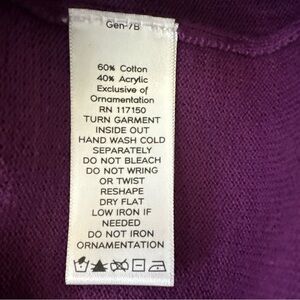 Gen-7B
60% Cotton
40% Acrylic
Exclusive of
Ornamentation
RN 117150
TURN GARMENT
INSIDE OUT
HAND WASH COLD
SEPARATELY
DO NOT BLEACH
DO NOT WRING
OR TWIST
RESHAPE
DRY FLAT
LOW IRON IF
NEEDED
DO NOT IRON
ORNAMENTATION